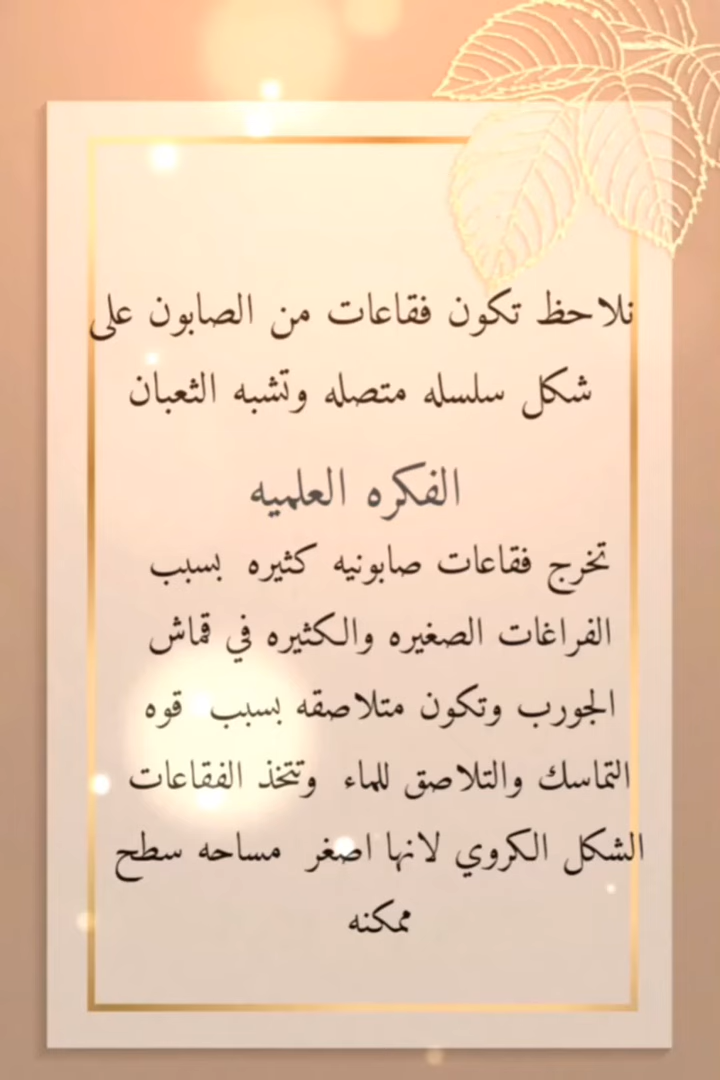 نلاحظ تكون فقاعات من الصابون على
شكل سلسله متصله وتشبه الثعبان
الفكره العلميه
تخرج فقاعات صابونيه كثيره بسبب
الفراغات الصغيره والكثيره في قماش
الجورب وتكون متلاصقه بسبب قوه
التماسك والتلاصق للماء وتتخذ الفقاعات
الشكل الكروي لانها اصغر مساحه سطح
ممكنه